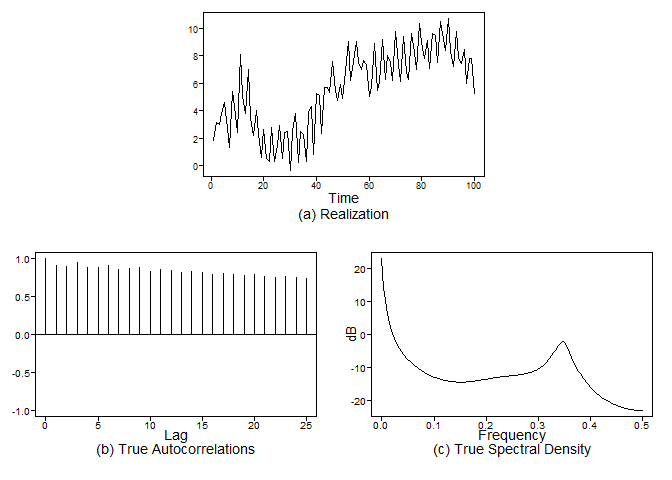 10
8
6
4
2
0
0 20 40 60 80 100
Time
(a) Realization
1.0
0.5
0.0
-0.5
-1.0
0 5 10 15 20 25
Lag
(b) True Autocorrelations
dB
20
10
0
-10
-20
0.0 0.1 0.2 0.3 0.4 0.5
Frequency
(c) True Spectral Density